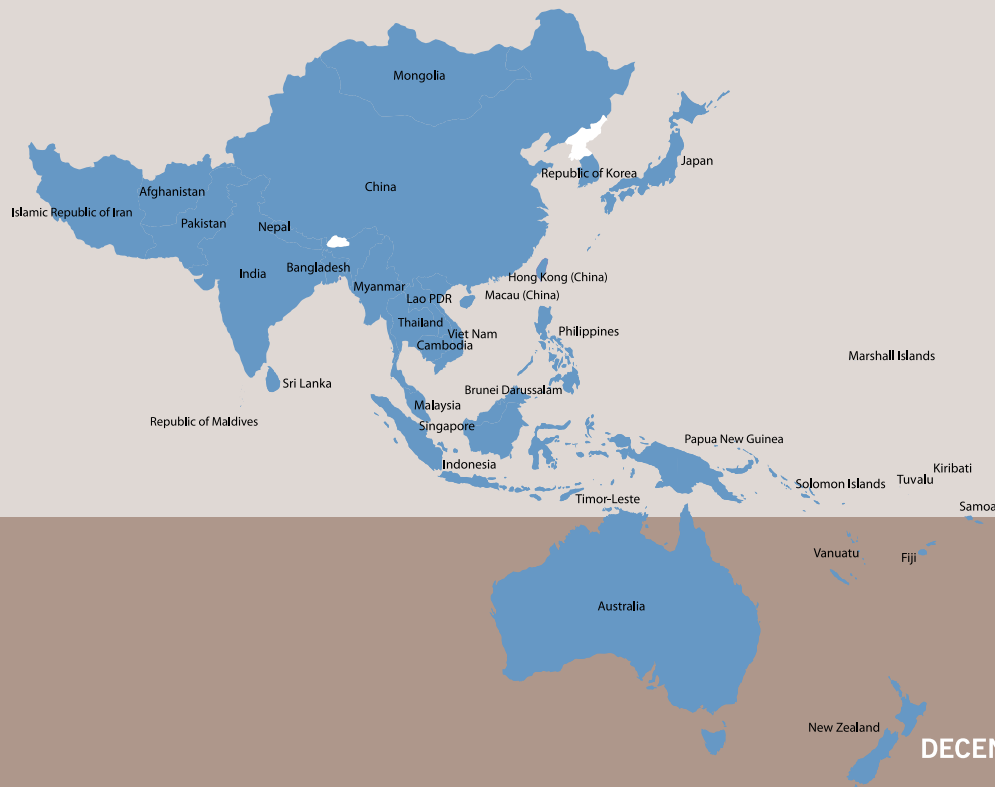 Mongolia
Japan
Republic of Korea
China
Afghanistan
Islamic Republic of Iran
Pakistan
Nepal
Bangladesh
India
Hong Kong (China)
Myanmar
Macau (China)
Lao PDR
Thailand
Philippines
Viet Nam
Cambodia
Marshall Islands
Sri Lanka
Brunei Darussalam
Malaysia
Republic of Maldives
Singapore
Papua New Guinea
Indonesia
Kiribati
Tuvalu
Solomon Islands
Timor-Leste
Samoa
Vanuatu
Fiji
Australia
New Zealand
DECEM